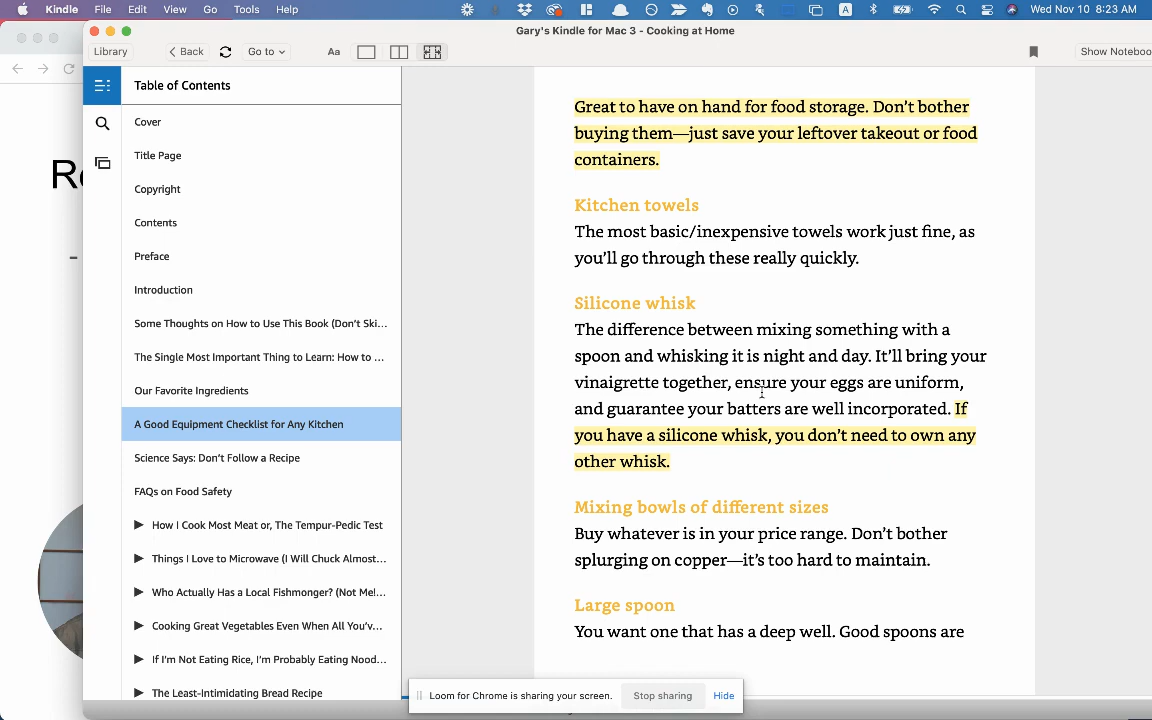 Kindle File Edit View Go Tools Help
Wed Nov 10 8:23 AM
Gary's Kindle for Mac 3 - Cooking at Home
Library
Back
Go to
Aa
Show Noteboo
Table of Contents
Cover
Title Page
Copyright
Contents
Preface
Introduction
Some Thoughts on How to Use This Book (Don't Ski...
The Single Most Important Thing to Learn: How to ...
Our Favorite Ingredients
A Good Equipment Checklist for Any Kitchen
Science Says: Don't Follow a Recipe
FAQs on Food Safety
How I Cook Most Meat or, The Tempur-Pedic Test
Things I Love to Microwave (I Will Chuck Almost...
Who Actually Has a Local Fishmonger? (Not Me!...
Cooking Great Vegetables Even When All You'v...
If I'm Not Eating Rice, I'm Probably Eating Nood...
The Least-Intimidating Bread Recipe
Great to have on hand for food storage. Don't bother
buying them—just save your leftover takeout or food
containers.
Kitchen towels
The most basic/inexpensive towels work just fine, as
you'll go through these really quickly.
Silicone whisk
The difference between mixing something with a
spoon and whisking it is night and day. It'll bring your
vinaigrette together, ensure your eggs are uniform,
and guarantee your batters are well incorporated. If
you have a silicone whisk, you don't need to own any
other whisk.
Mixing bowls of different sizes
Buy whatever is in your price range. Don't bother
splurging on copper—it's too hard to maintain.
Large spoon
You want one that has a deep well. Good spoons are
Loom for Chrome is sharing your screen.
Stop sharing
Hide